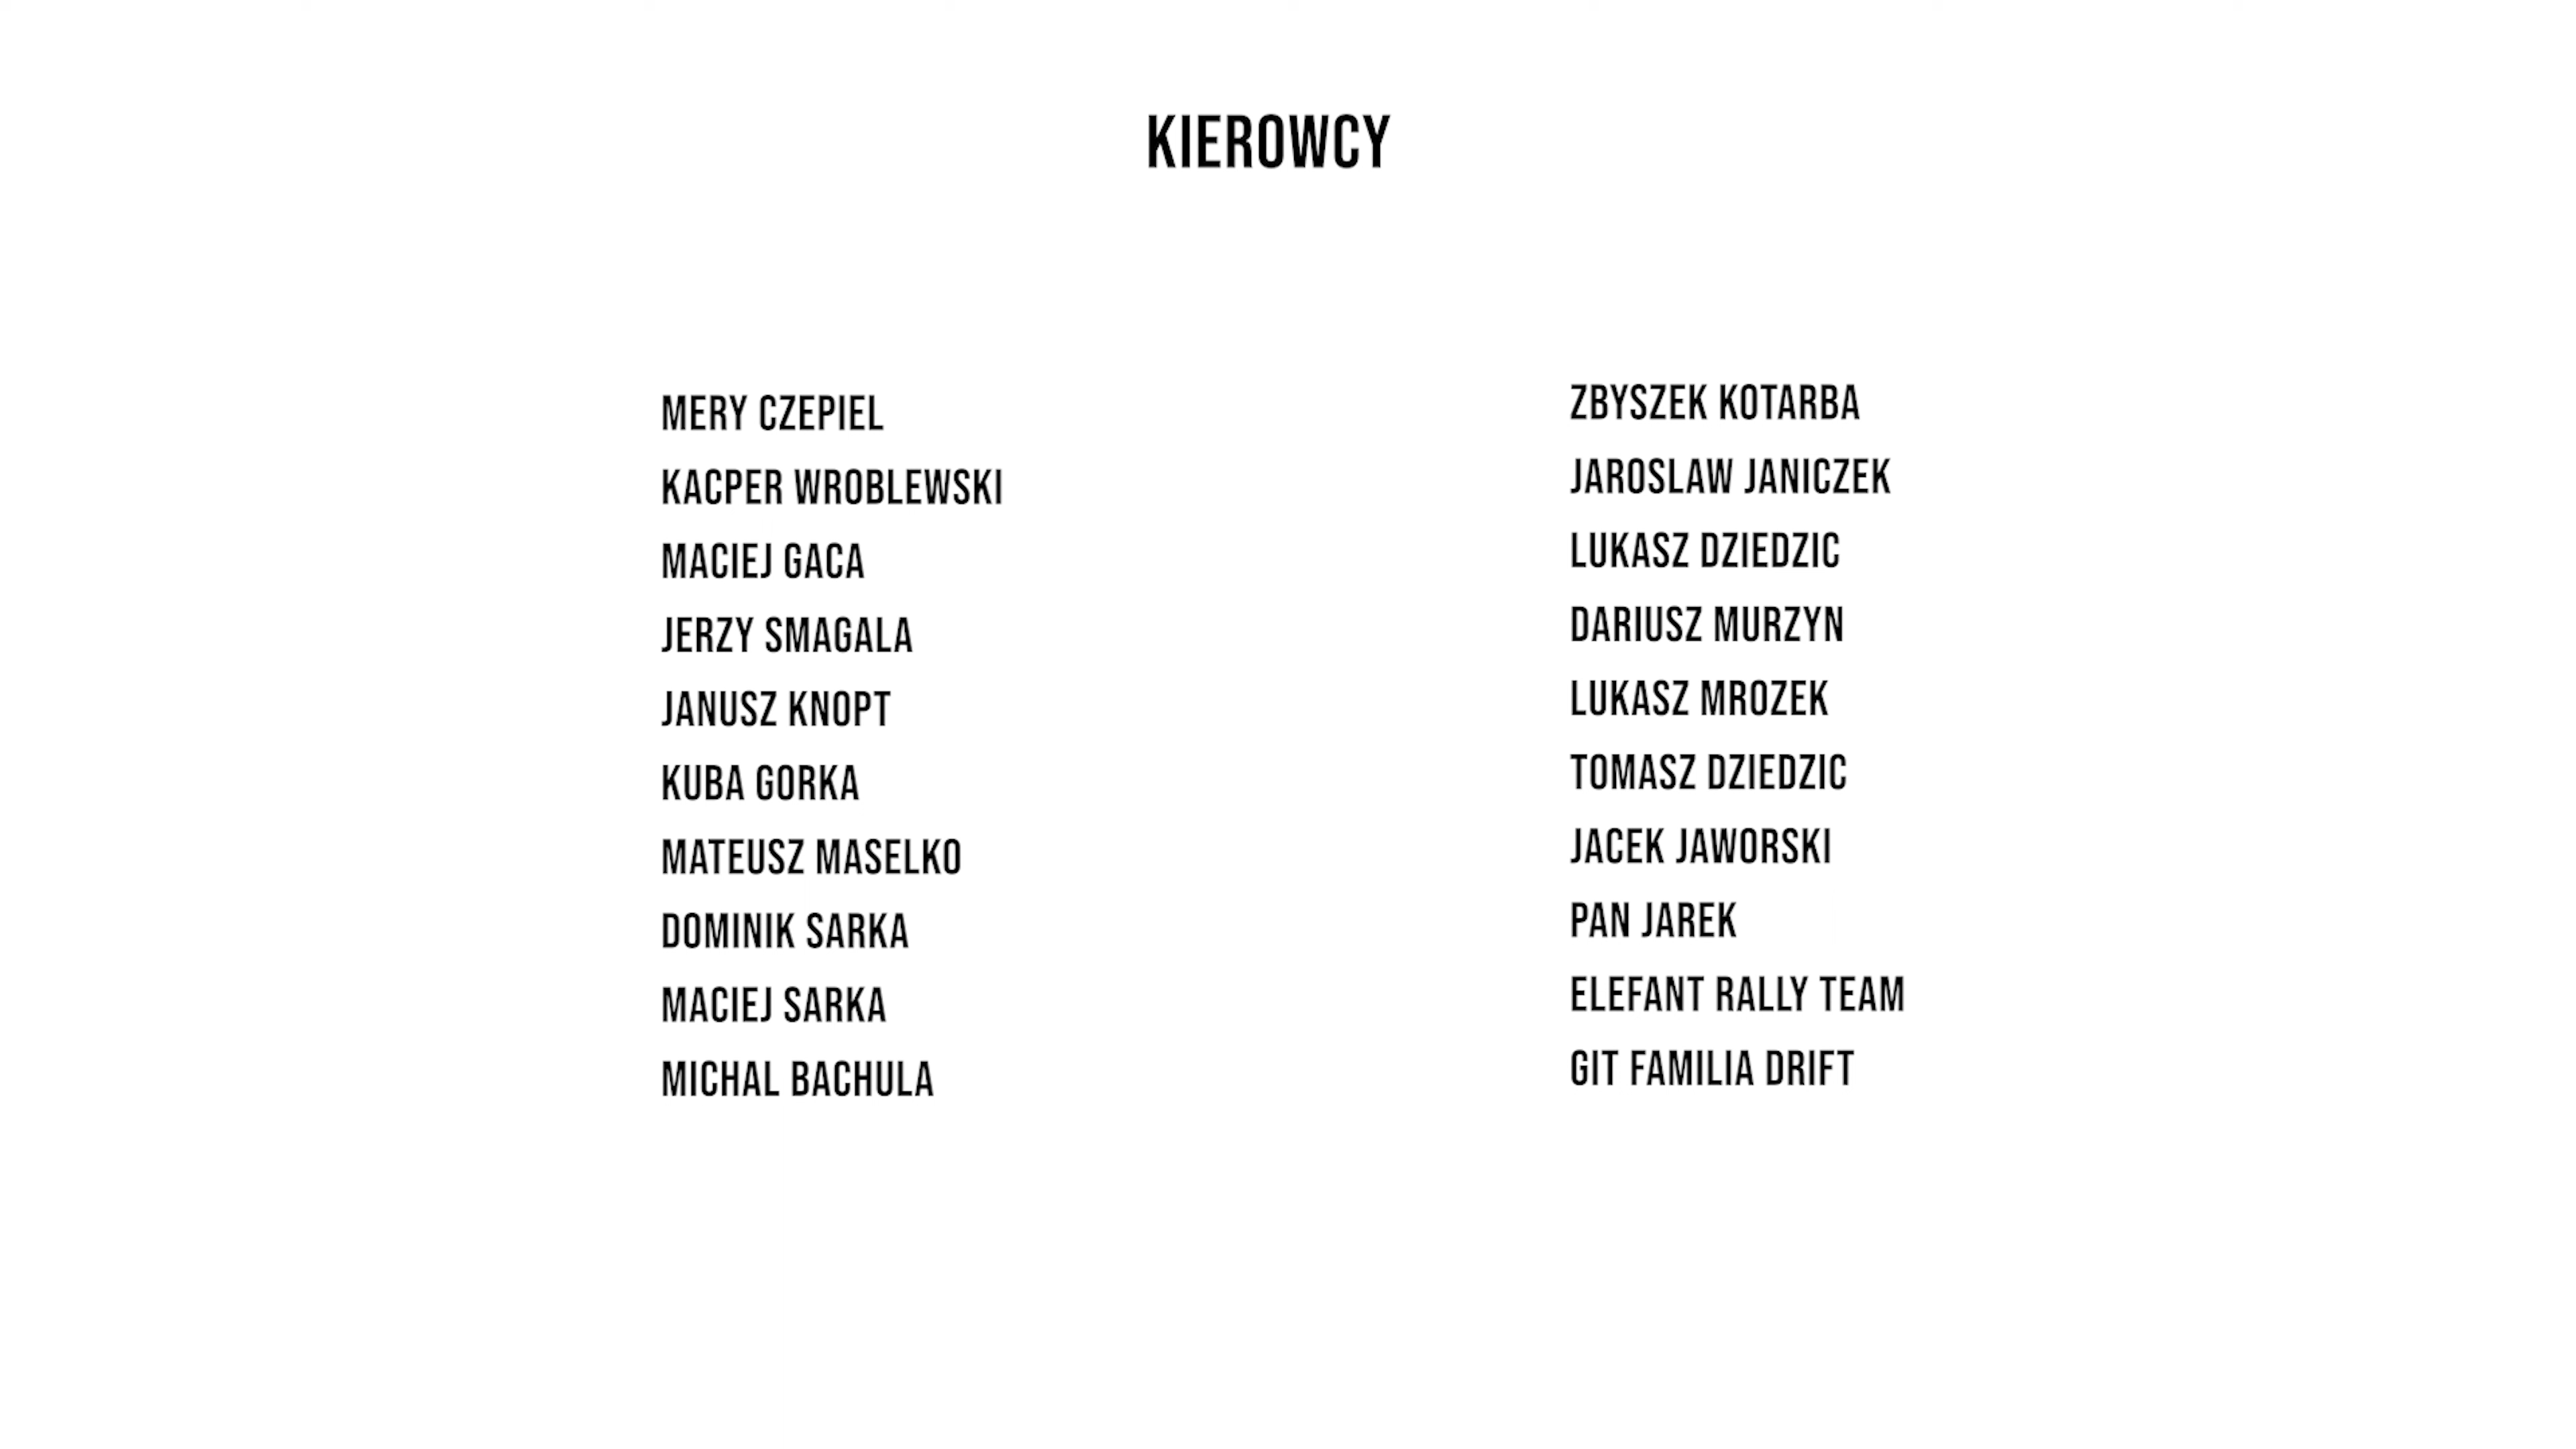 KIEROWCY
MERY CZEPIEL
KACPER WROBLEWSKI
MACIEJ GACA
JERZY SMAGALA
JANUSZ KNOPT
KUBA GORKA
MATEUSZ MASELKO
DOMINIK SARKA
MACIEJ SARKA
MICHAL BACHULA
ZBYSZEK KOTARBA
JAROSLAW JANICZEK
LUKASZ DZIEDZIC
DARIUSZ MURZYN
LUKASZ MROZEK
TOMASZ DZIEDZIC
JACEK JAWORSKI
PAN JAREK
ELEFANT RALLY TEAM
GIT FAMILIA DRIFT